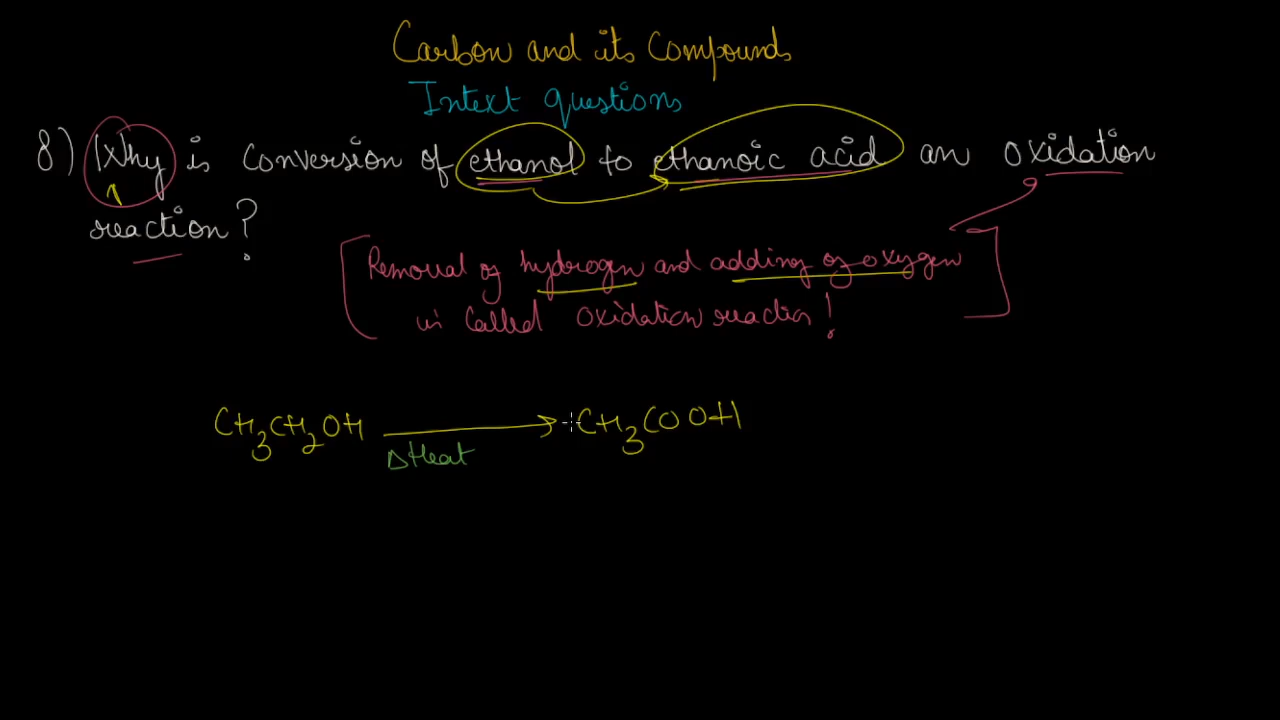 Carbon and its Compounds
Intext questions
8) Why is conversion of ethanol to ethanoic acid an oxidation
reaction?
Removal of hydrogen and adding of oxygen
is called oxidation reaction!
CH3CH2OH → CH3COOH
ΔHeat